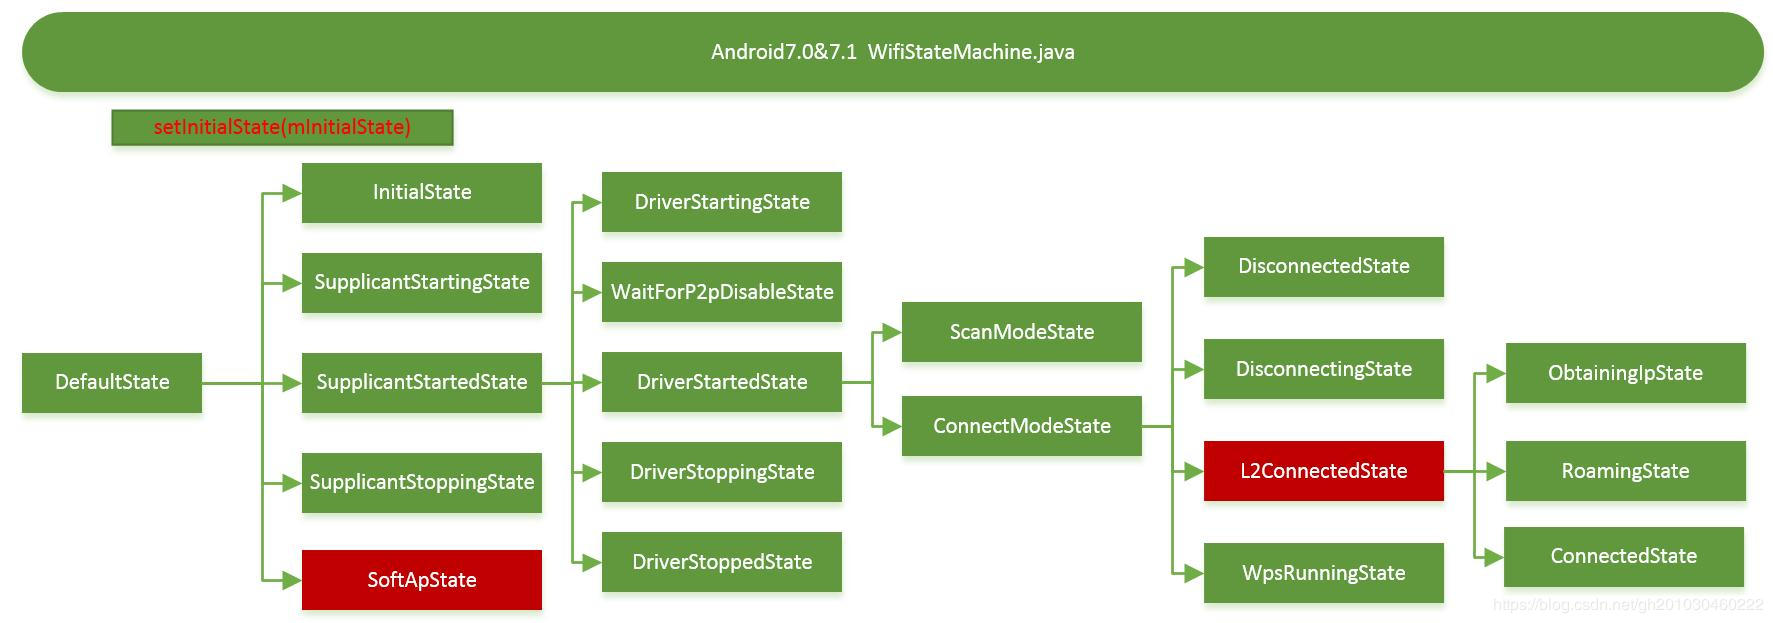 Android7.0&7.1 WifiStateMachine.java
setInitialState(mInitialState)
DefaultState
InitialState
SupplicantStartingState
SupplicantStartedState
SupplicantStoppingState
SoftApState
DriverStartingState
WaitForP2pDisableState
DriverStartedState
DriverStoppingState
DriverStoppedState
ScanModeState
ConnectModeState
DisconnectedState
DisconnectingState
L2ConnectedState
WpsRunningState
ObtainingIpState
RoamingState
ConnectedState
https://blog.csdn.net/gh201030460222